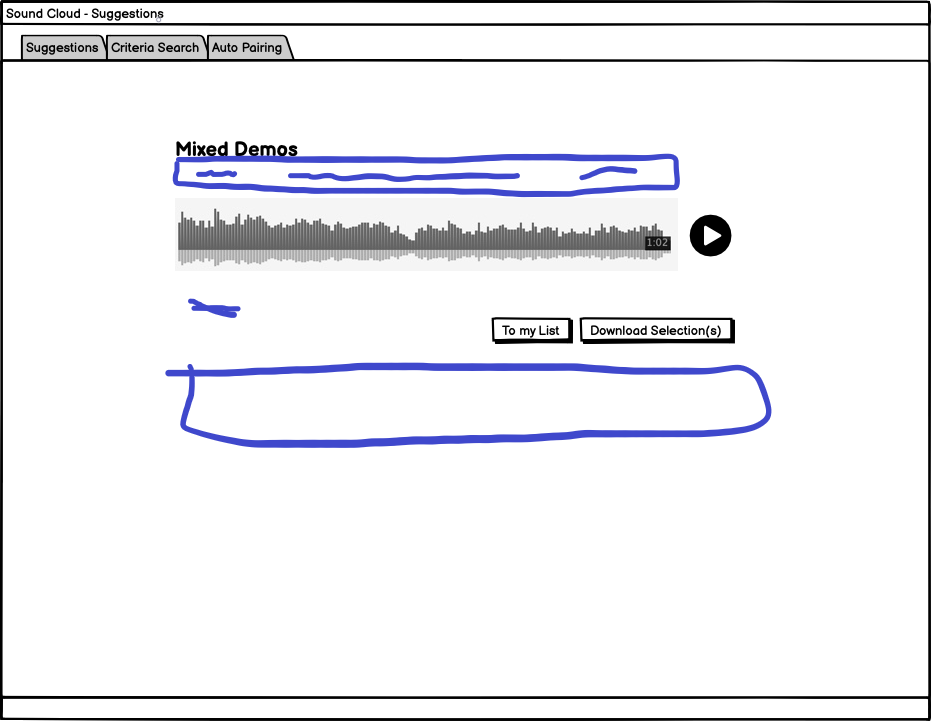 Sound Cloud - Suggestions
Suggestions Criteria Search Auto Pairing
Mixed Demos
1:02
To my List Download Selection(s)